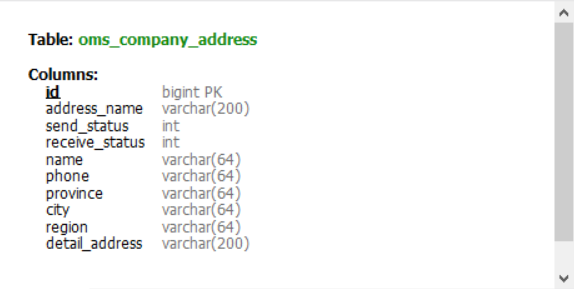 Table: oms_company_address
Columns:
id bigint PK
address_name varchar(200)
send_status int
receive_status int
name varchar(64)
phone varchar(64)
province varchar(64)
city varchar(64)
region varchar(64)
detail_address varchar(200)